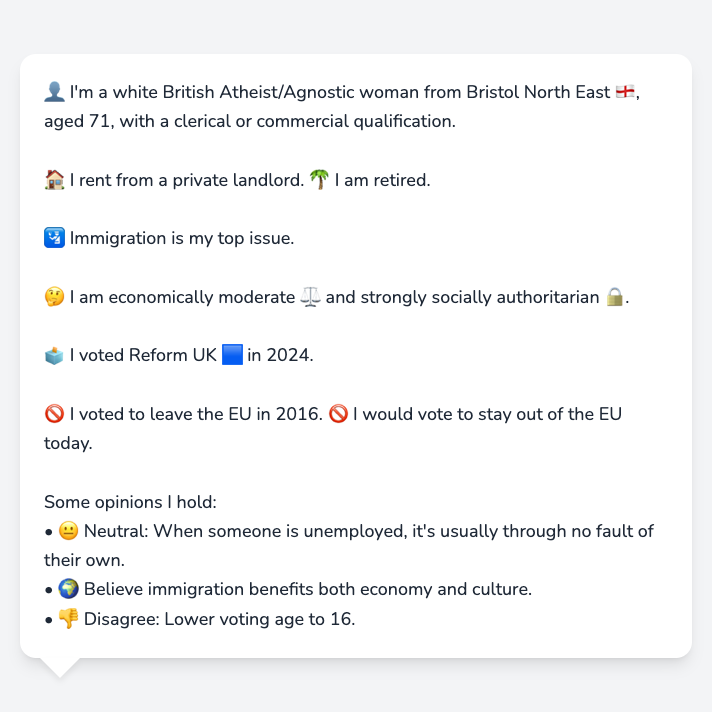 👤 I'm a white British Atheist/Agnostic woman from Bristol North East 🏴󠁧󠁢󠁥󠁮󠁧󠁿,
aged 71, with a clerical or commercial qualification.
🏠 I rent from a private landlord. 🌴 I am retired.
🛂 Immigration is my top issue.
🤔 I am economically moderate ⚖️ and strongly socially authoritarian 🔒.
🗳️ I voted Reform UK 🟦 in 2024.
🚫 I voted to leave the EU in 2016. 🚫 I would vote to stay out of the EU
today.
Some opinions I hold:
• 😐 Neutral: When someone is unemployed, it's usually through no fault of
their own.
• 🌍 Believe immigration benefits both economy and culture.
• 👎 Disagree: Lower voting age to 16.